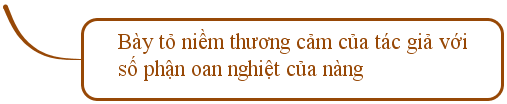 Bày tỏ niềm thương cảm của tác giả với
số phận oan nghiệt của nàng